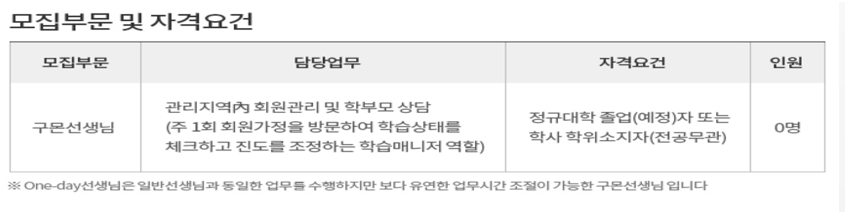 모집부문 및 자격요건
모집부문 담당업무 자격요건 인원
구몬선생님
관리지역內 회원관리 및 학부모 상담
(주 1회 회원가정을 방문하여 학습상태를
체크하고 진도를 조정하는 학습매니저 역할)
정규대학 졸업(예정)자 또는
학사 학위소지자(전공무관)
0명
※ One-day선생님은 일반선생님과 동일한 업무를 수행하지만 보다 유연한 업무시간 조절이 가능한 구몬선생님 입니다